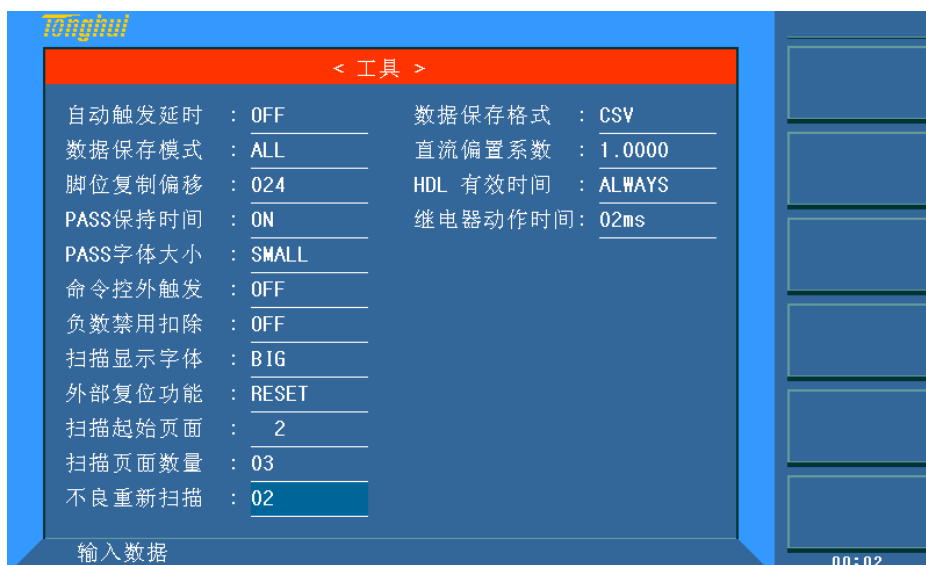 Tonghui
< 工具 >
自动触发延时 : OFF 数据保存格式 : CSV
数据保存模式 : ALL 直流偏置系数 : 1.0000
脚位复制偏移 : 024 HDL 有效时间 : ALWAYS
PASS保持时间 : ON 继电器动作时间: 02ms
PASS字体大小 : SMALL
命令控外触发 : OFF
负数禁用扣除 : OFF
扫描显示字体 : BIG
外部复位功能 : RESET
扫描起始页面 : 2
扫描页面数量 : 03
不良重新扫描 : 02
输入数据
00:02